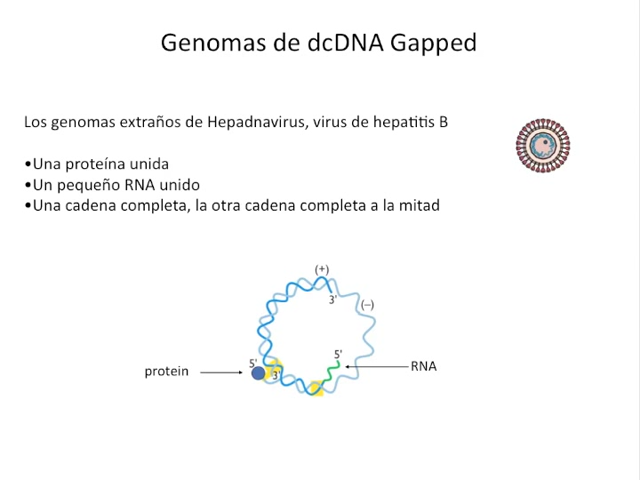 Genomas de dcDNA Gapped
Los genomas extraños de Hepadnavirus, virus de hepatitis B
•Una proteína unida
•Un pequeño RNA unido
•Una cadena completa, la otra cadena completa a la mitad
(+)
3'
(–)
5'
5'
3'
protein
RNA